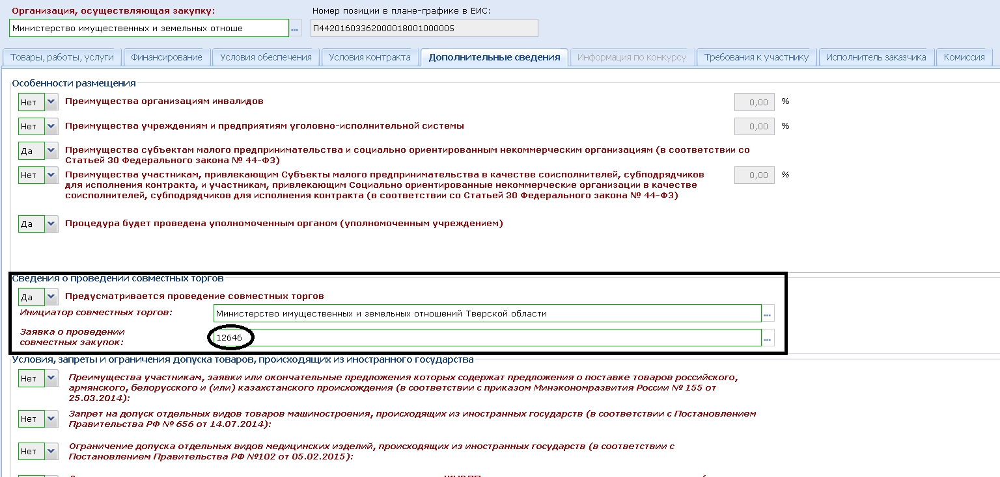 Организация, осуществляющая закупку: Номер позиции в плане-графике в ЕИС:
Министерство имущественных и земельных отноше ... П44201603362000018001000005
Товары, работы, услуги Финансирование Условия обеспечения Условия контракта Дополнительные сведения Информация по конкурсу Требования к участнику Исполнитель заказчика Комиссия
Особенности размещения
Нет Преимущества организациям инвалидов 0,00 %
Нет Преимущества учреждениям и предприятиям уголовно-исполнительной системы 0,00 %
Да Преимущества субъектам малого предпринимательства и социально ориентированным некоммерческим организациям (в соответствии со
Статьей 30 Федерального закона № 44-ФЗ)
Нет Преимущества участникам, привлекающим Субъекты малого предпринимательства в качестве соисполнителей, субподрядчиков 0,00 %
для исполнения контракта, и участникам, привлекающим Социально ориентированные некоммерческие организации в качестве
соисполнителей, субподрядчиков для исполнения контракта (в соответствии со Статьей 30 Федерального закона № 44-ФЗ)
Да Процедура будет проведена уполномоченным органом (уполномоченным учреждением)
Сведения о проведении совместных торгов
Да Предусматривается проведение совместных торгов
Инициатор совместных торгов: Министерство имущественных и земельных отношений Тверской области ...
Заявка о проведении
совместных закупок: 12646 ...
Условия, запреты и ограничения допуска товаров, происходящих из иностранного государства
Нет Преимущества участникам, заявки или окончательные предложения которых содержат предложения о поставке товаров российского,
армянского, белорусского и (или) казахстанского происхождения (в соответствии с приказом Минэкономразвития России № 155 от
25.03.2014):
Нет Запрет на допуск отдельных видов товаров машиностроения, происходящих из иностранных государств (в соответствии с Постановлением
Правительства РФ № 656 от 14.07.2014):
Нет Ограничение допуска отдельных видов медицинских изделий, происходящих из иностранных государств (в соответствии с
Постановлением Правительства РФ №102 от 05.02.2015):